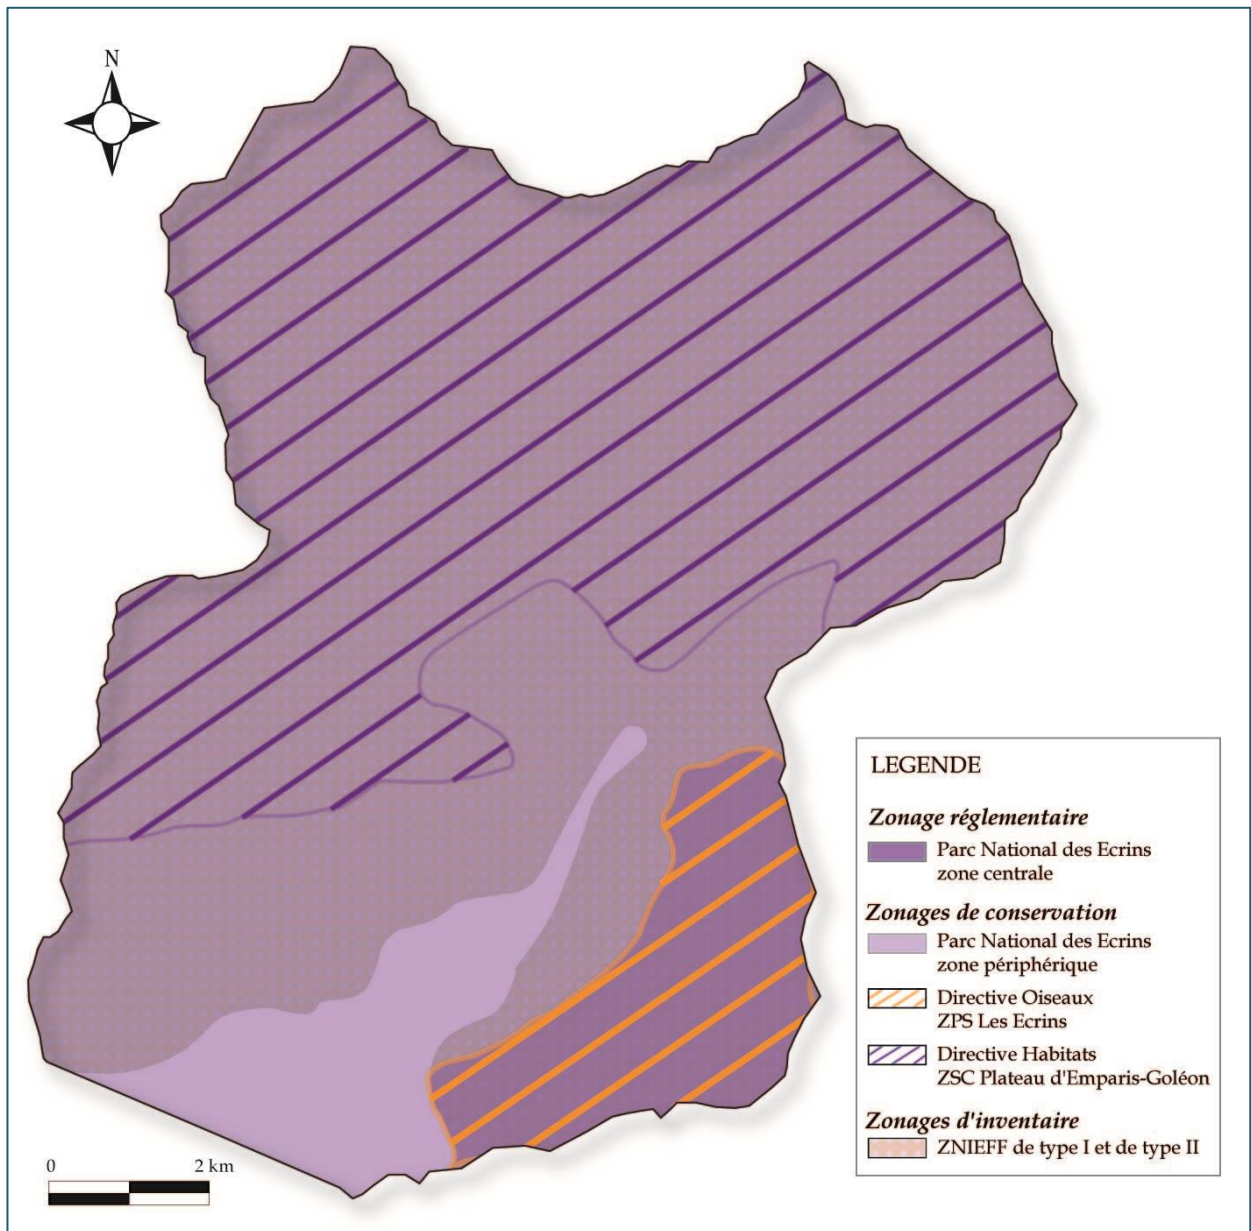 N
LEGENDE
Zonage réglementaire
Parc National des Ecrins
zone centrale
Zonages de conservation
Parc National des Ecrins
zone périphérique
Directive Oiseaux
ZPS Les Ecrins
Directive Habitats
ZSC Plateau d'Emparis-Goléon
Zonages d'inventaire
ZNIEFF de type I et de type II
0 2 km